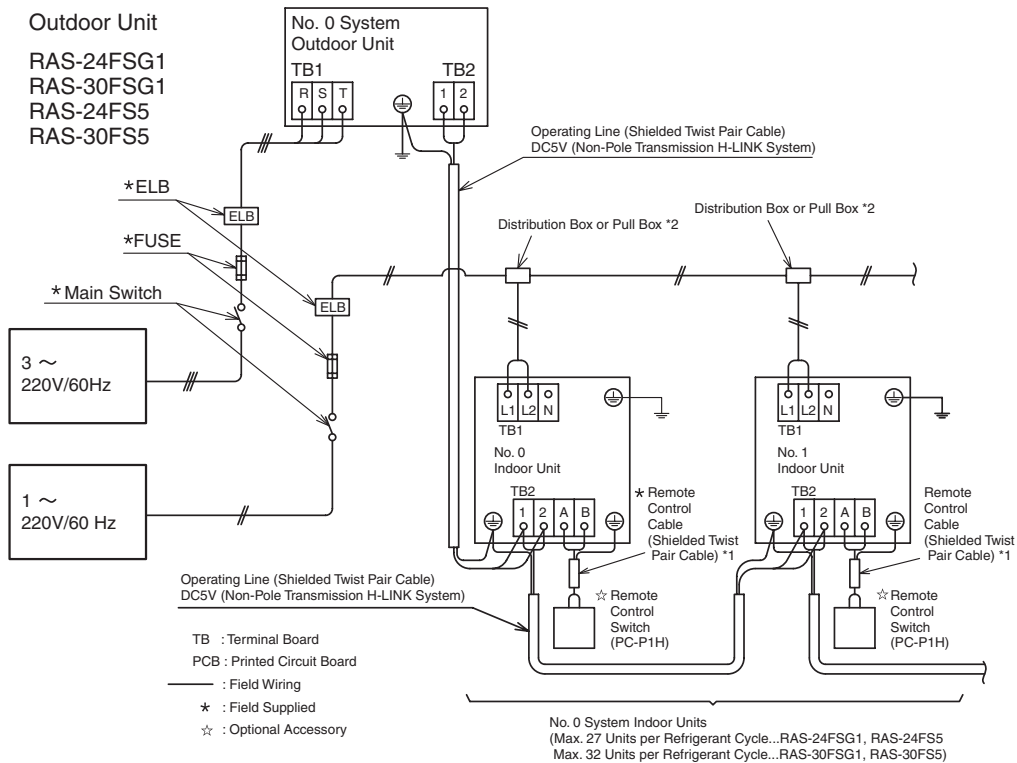 Outdoor Unit
RAS-24FSG1
RAS-30FSG1
RAS-24FS5
RAS-30FS5
No. 0 System
Outdoor Unit
TB1
TB2
R S T
1 2
Operating Line (Shielded Twist Pair Cable)
DC5V (Non-Pole Transmission H-LINK System)
*ELB
ELB
*FUSE
*Main Switch
ELB
Distribution Box or Pull Box *2
Distribution Box or Pull Box *2
3 ~
220V/60Hz
1 ~
220V/60 Hz
L1 L2 N
TB1
No. 0
Indoor Unit
TB2
1 2 A B
* Remote
Control
Cable
(Shielded Twist
Pair Cable) *1
☆ Remote
Control
Switch
(PC-P1H)
L1 L2 N
TB1
No. 1
Indoor Unit
TB2
1 2 A B
Remote
Control
Cable
(Shielded Twist
Pair Cable) *1
☆ Remote
Control
Switch
(PC-P1H)
Operating Line (Shielded Twist Pair Cable)
DC5V (Non-Pole Transmission H-LINK System)
TB : Terminal Board
PCB : Printed Circuit Board
: Field Wiring
* : Field Supplied
☆ : Optional Accessory
No. 0 System Indoor Units
(Max. 27 Units per Refrigerant Cycle...RAS-24FSG1, RAS-24FS5
Max. 32 Units per Refrigerant Cycle...RAS-30FSG1, RAS-30FS5)